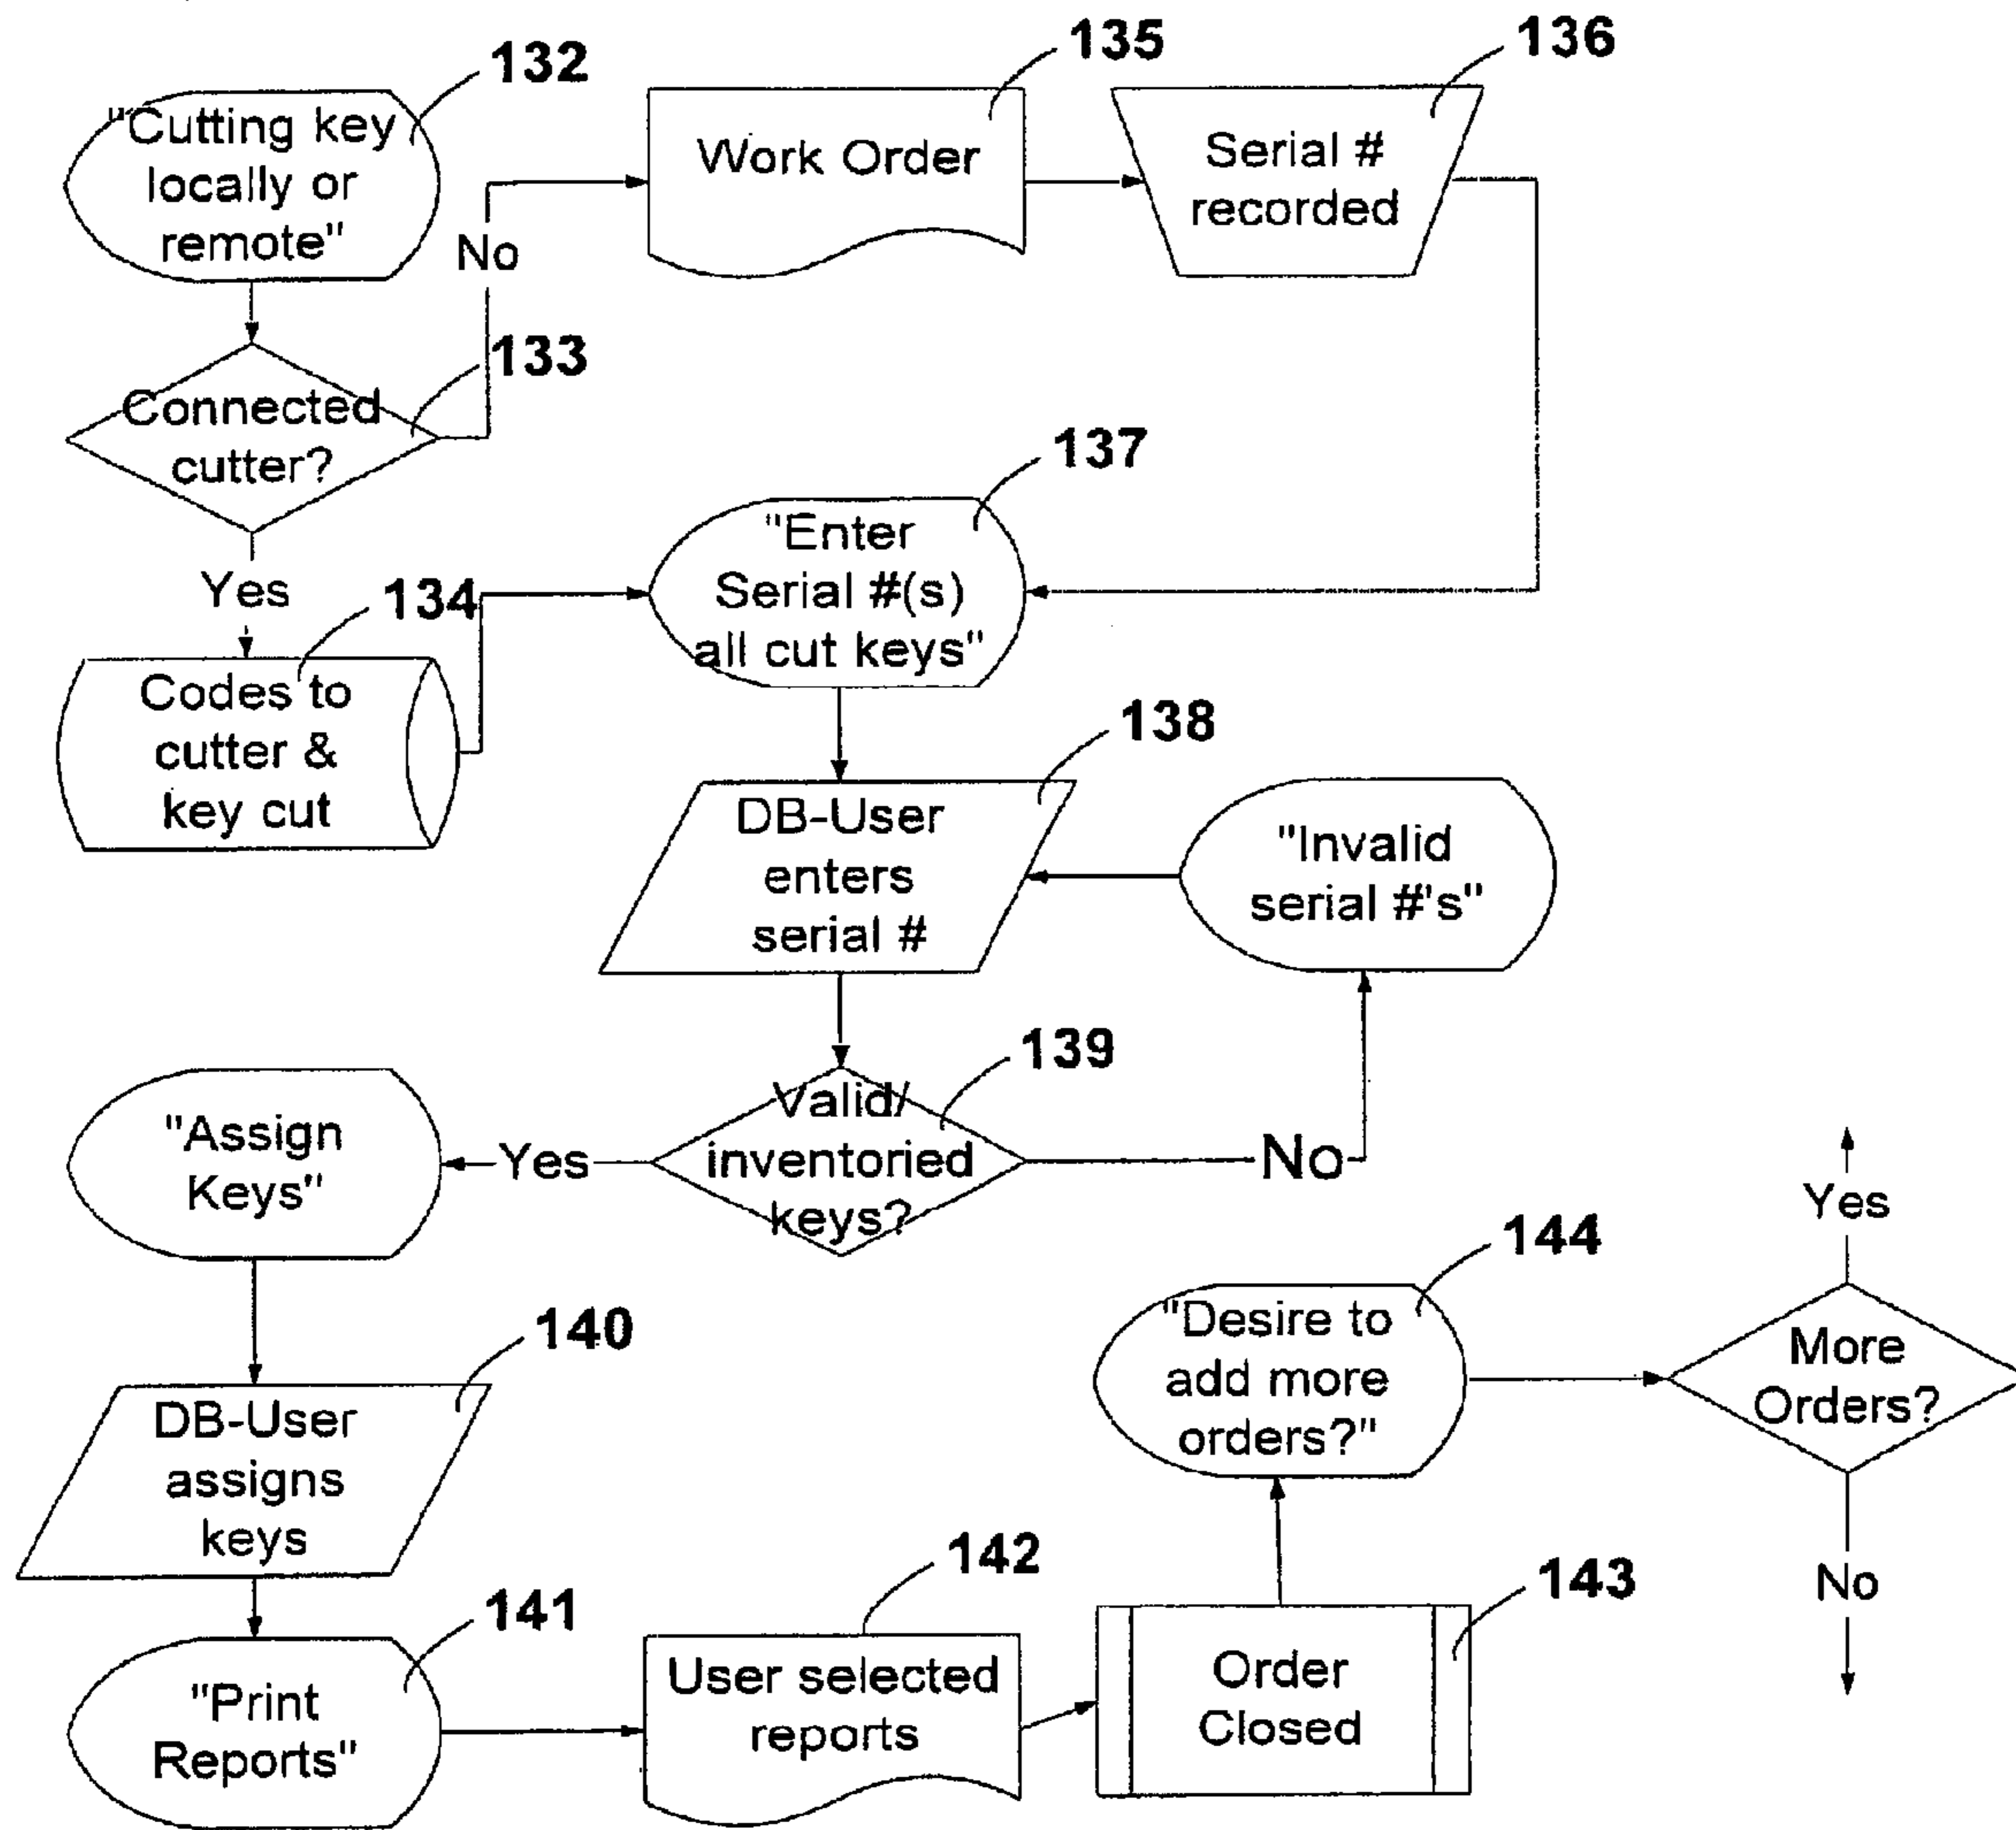 132
"Cutting key
locally or
remote"
135
Work Order
136
Serial #
recorded
No
133
Connected
cutter?
Yes
134
Codes to
cutter &
key cut
137
"Enter
Serial #(s)
all cut keys"
138
DB-User
enters
serial #
"Invalid
serial #'s"
139
Valid/
inventoried
keys?
Yes
No
"Assign
Keys"
140
DB-User
assigns
keys
141
"Print
Reports"
142
User selected
reports
143
Order
Closed
144
"Desire to
add more
orders?"
Yes
More
Orders?
No